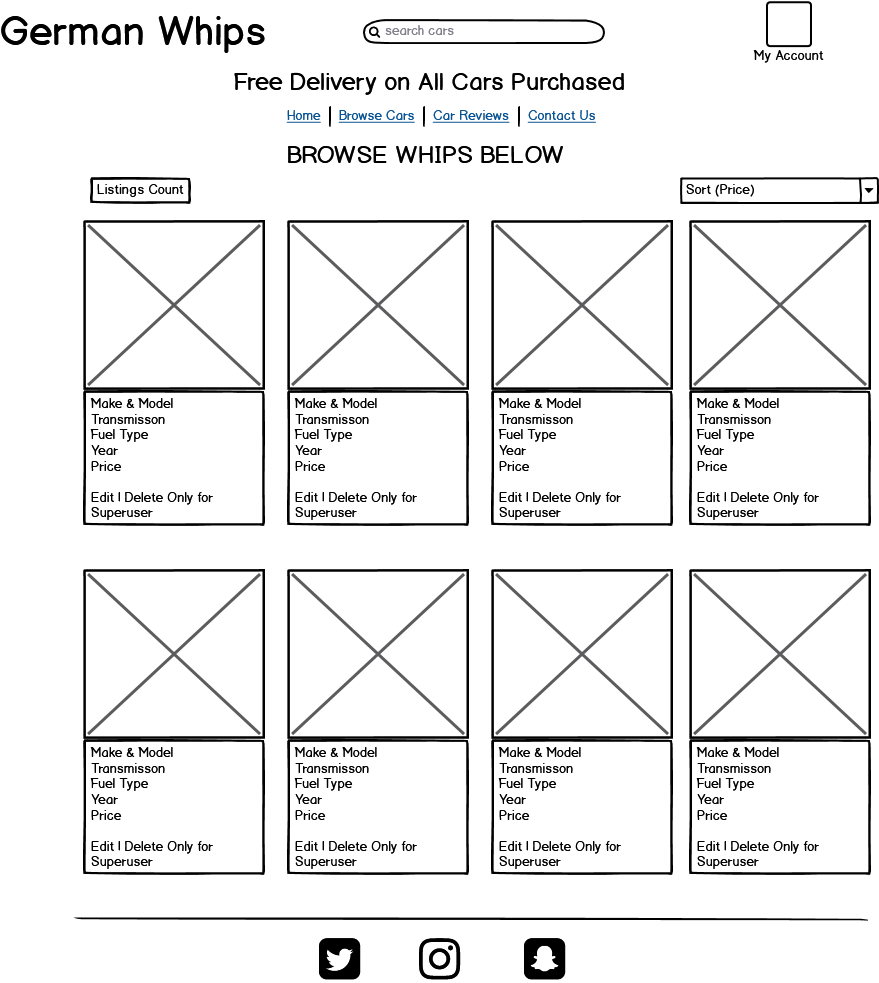 German Whips
search cars
My Account
Free Delivery on All Cars Purchased
Home | Browse Cars | Car Reviews | Contact Us
BROWSE WHIPS BELOW
Listings Count
Sort (Price)
Make & Model
Transmisson
Fuel Type
Year
Price
Edit | Delete Only for
Superuser
Make & Model
Transmisson
Fuel Type
Year
Price
Edit | Delete Only for
Superuser
Make & Model
Transmisson
Fuel Type
Year
Price
Edit | Delete Only for
Superuser
Make & Model
Transmisson
Fuel Type
Year
Price
Edit | Delete Only for
Superuser
Make & Model
Transmisson
Fuel Type
Year
Price
Edit | Delete Only for
Superuser
Make & Model
Transmisson
Fuel Type
Year
Price
Edit | Delete Only for
Superuser
Make & Model
Transmisson
Fuel Type
Year
Price
Edit | Delete Only for
Superuser
Make & Model
Transmisson
Fuel Type
Year
Price
Edit | Delete Only for
Superuser